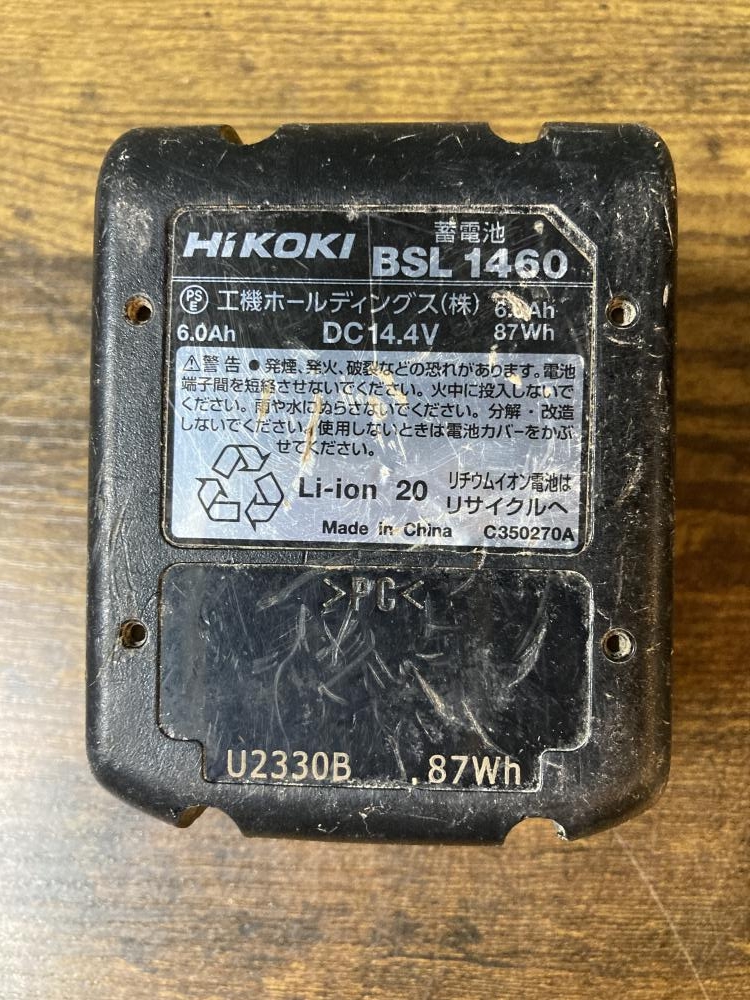 HiKOKI 蓄電池
BSL 1460
PSE 工機ホールディングス(株) 6.0Ah
6.0Ah DC14.4V 87Wh
⚠警告 ● 発煙、発火、破裂などの恐れがあります。電池
端子間を短絡させないでください。火中に投入しないで
ください。雨や水にぬらさないでください。分解・改造
しないでください。使用しないときは電池カバーをかぶ
せてください。
Li-ion 20 リチウムイオン電池は
リサイクルへ
Made in China C350270A
>PC<
U2330B .87Wh